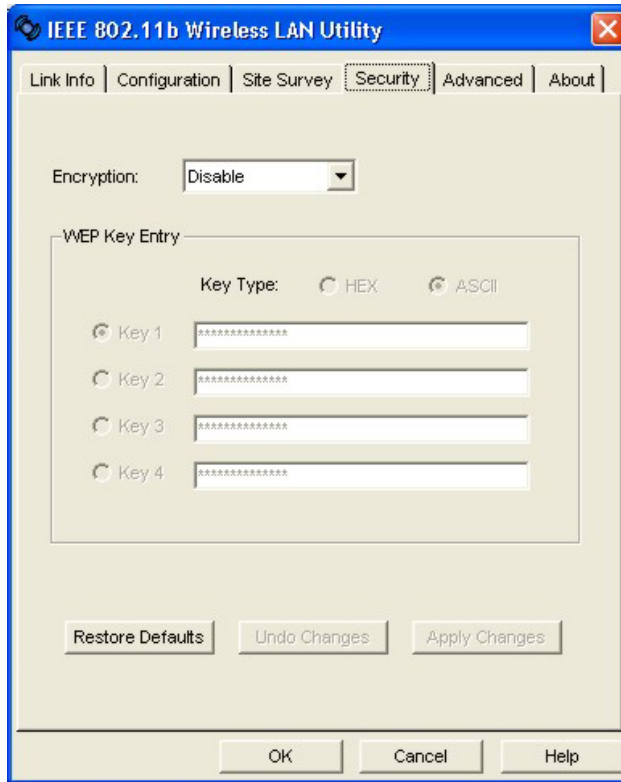 IEEE 802.11b Wireless LAN Utility
Link Info Configuration Site Survey Security Advanced About
Encryption: Disable
WEP Key Entry
Key Type: HEX ASCII
Key 1 **************
Key 2 **************
Key 3 **************
Key 4 **************
Restore Defaults Undo Changes Apply Changes
OK Cancel Help